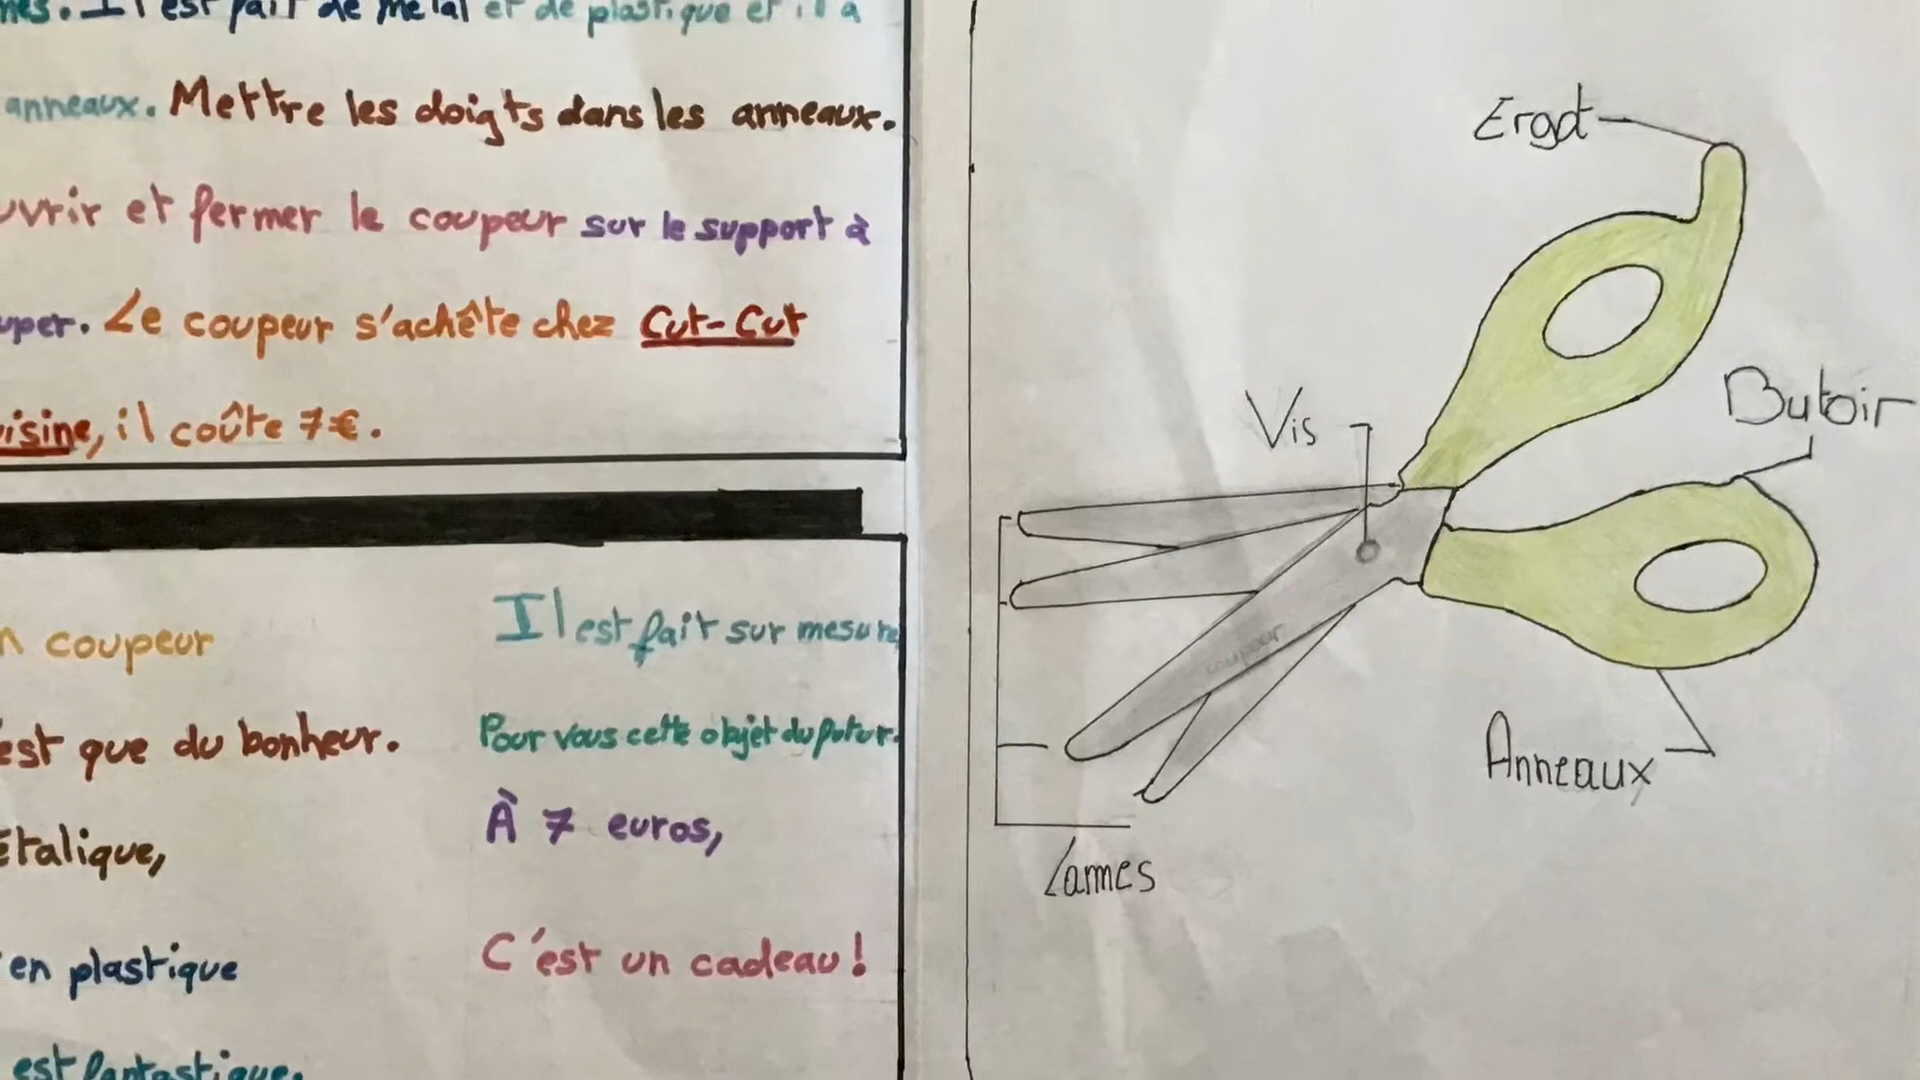 Il est fait de métal et de plastique et il a
anneaux. Mettre les doigts dans les anneaux.
uvrir et fermer le coupeur sur le support à
uper. Le coupeur s'achête chez Cut-Cut
uisine, il coûte 7€.
n coupeur
est que du bonheur.
étalique,
en plastique
est fantastique.
Il est fait sur mesure
Pour vous cette objet du futur.
À 7 euros,
C'est un cadeau !
Ergot
Vis
Butoir
coupeur
Anneaux
Lames